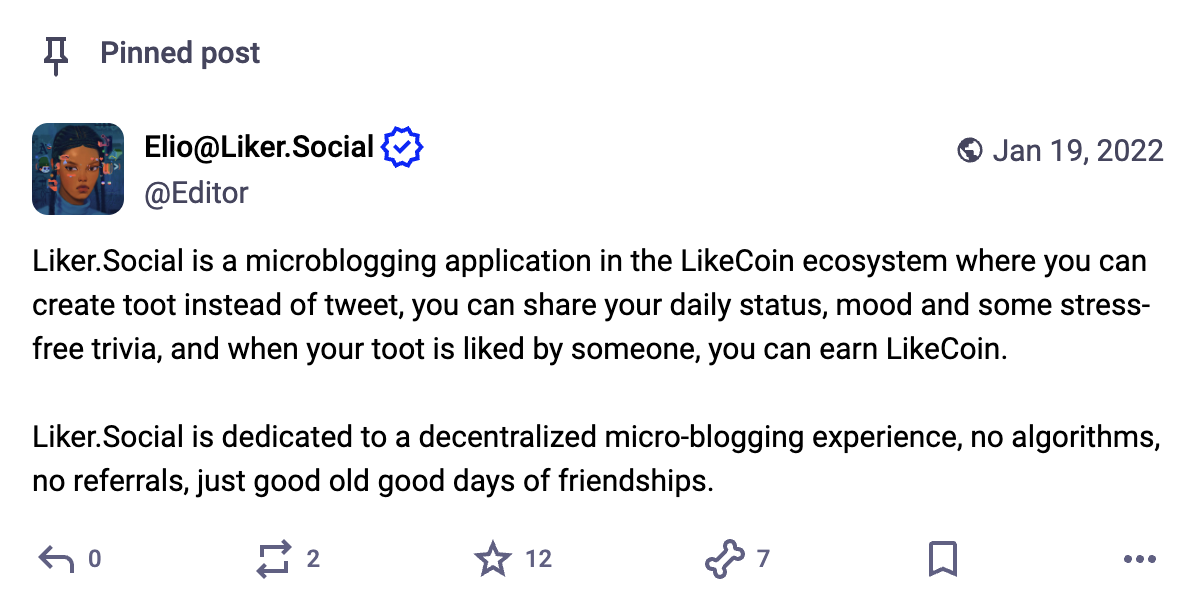 Pinned post
Elio@Liker.Social
@Editor
Jan 19, 2022
Liker.Social is a microblogging application in the LikeCoin ecosystem where you can
create toot instead of tweet, you can share your daily status, mood and some stress-
free trivia, and when your toot is liked by someone, you can earn LikeCoin.
Liker.Social is dedicated to a decentralized micro-blogging experience, no algorithms,
no referrals, just good old good days of friendships.
0 2 12 7